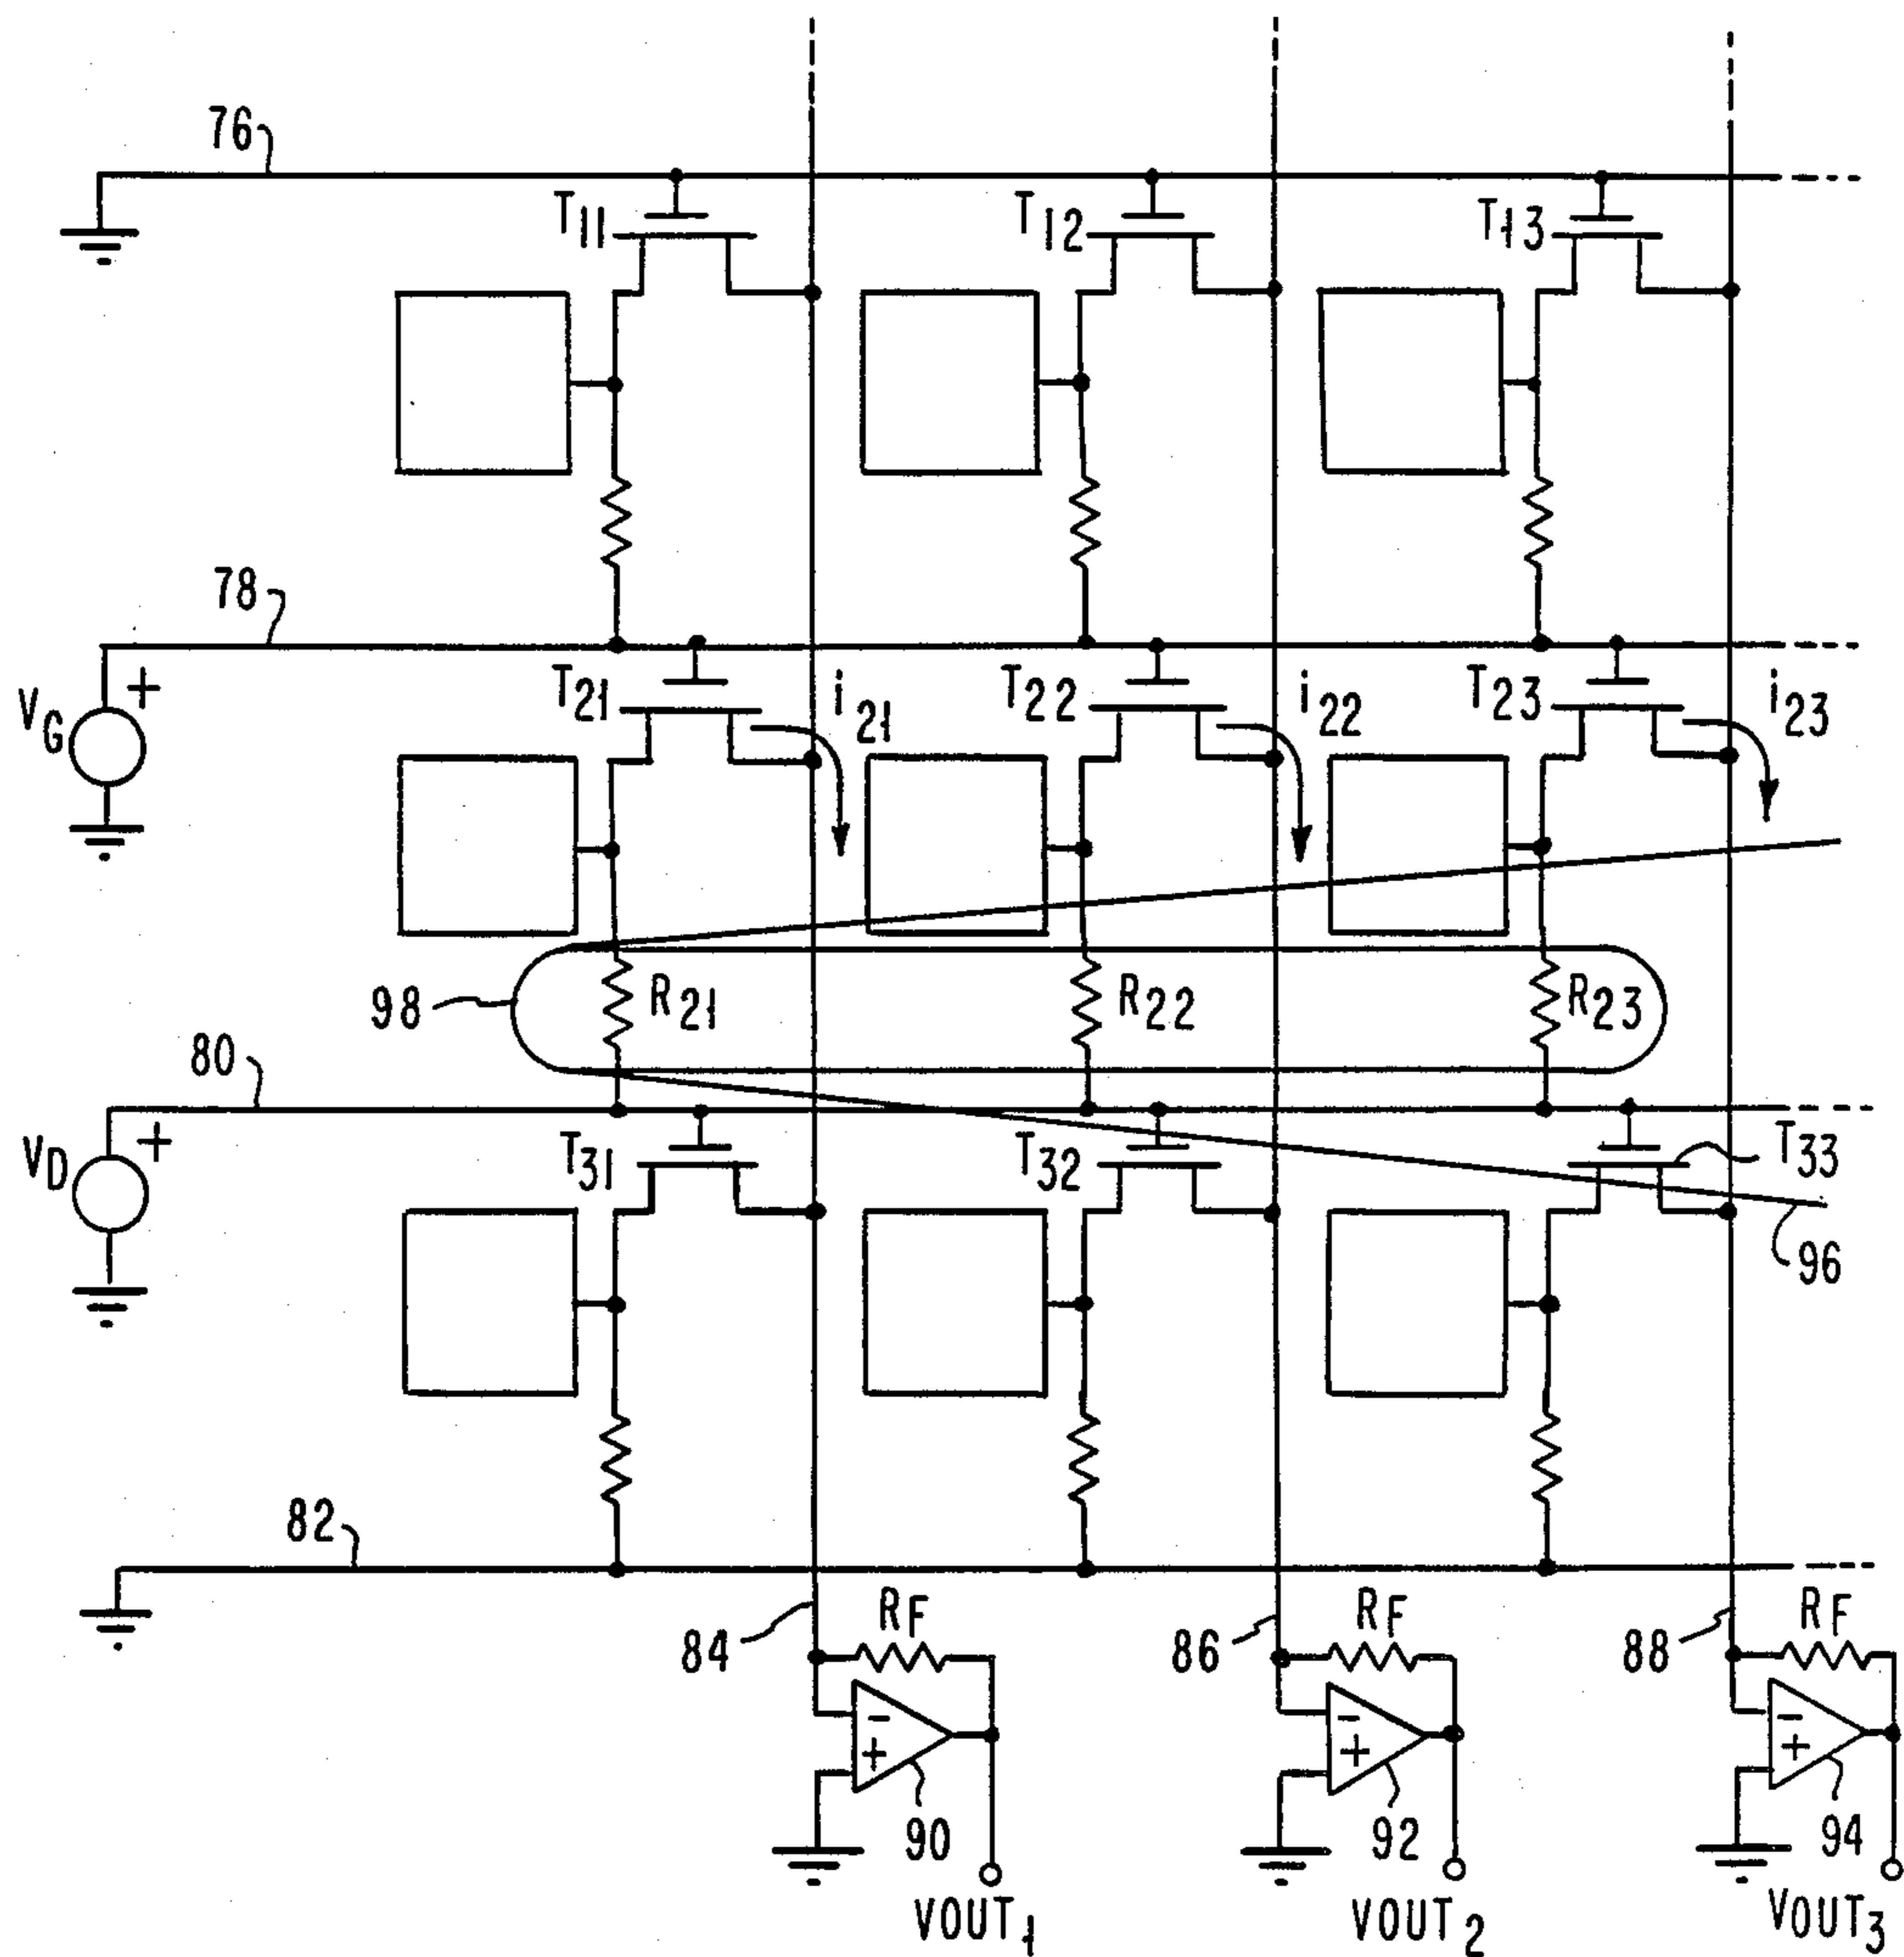 76
T11 T12 T13
78
VG + T21 i21 T22 i22 T23 i23
98 R21 R22 R23
80
VD + T31 T32 T33
96
82
84 RF 86 RF 88 RF
- - -
+ + +
90 92 94
VOUT1 VOUT2 VOUT3